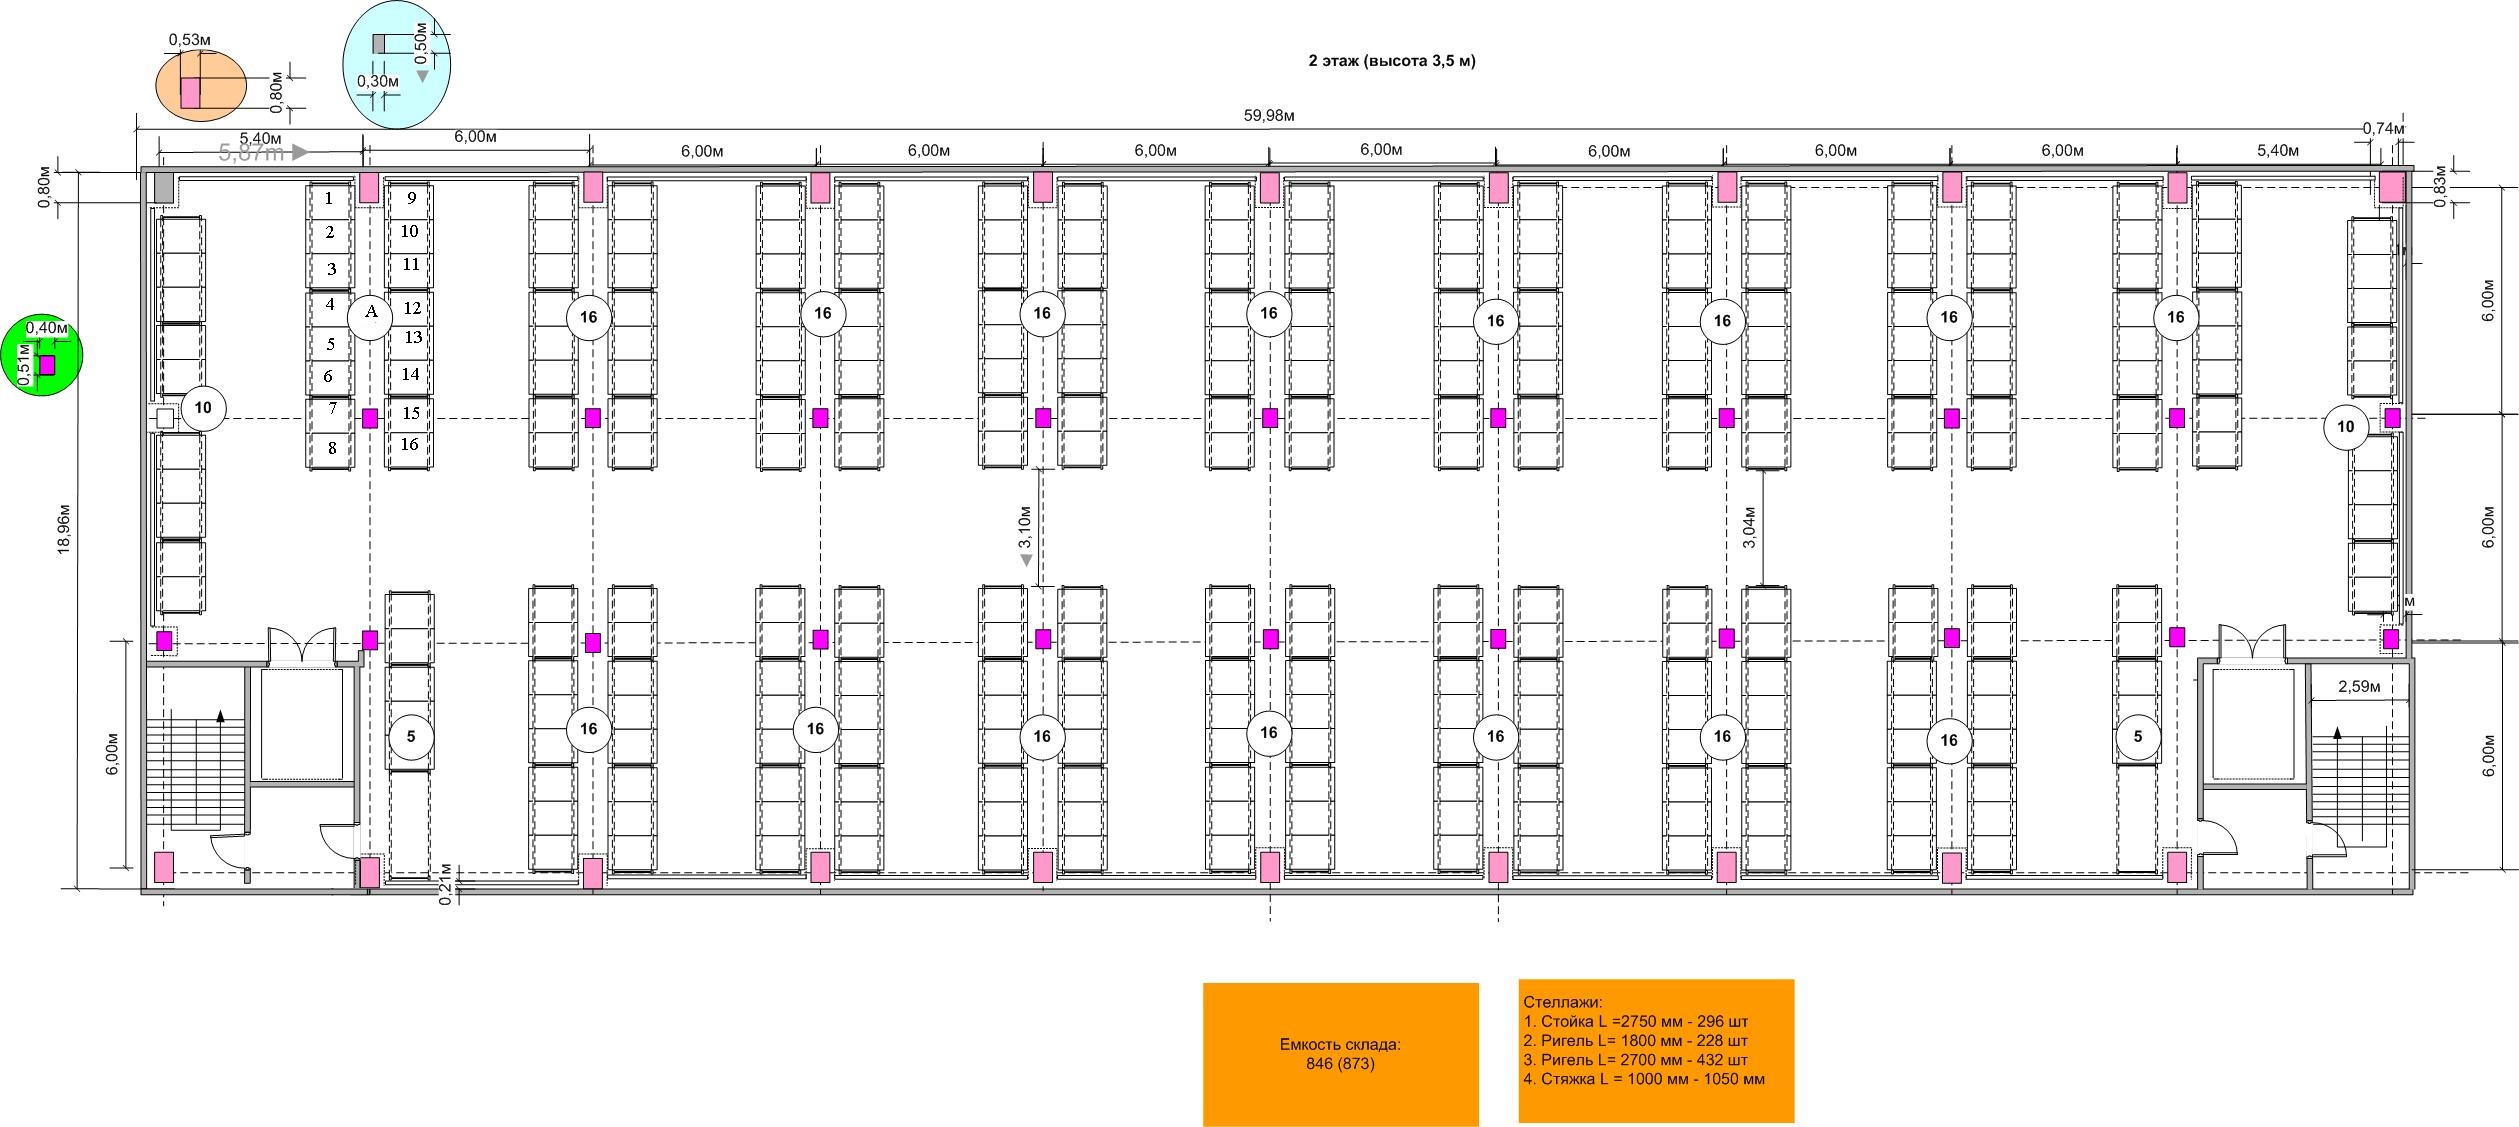 0,53м
0,80м
0,50м
0,30м
2 этаж (высота 3,5 м)
59,98м
5,40м
5,87m
6,00м
6,00м
6,00м
6,00м
6,00м
6,00м
6,00м
6,00м
5,40м
0,74м
0,80м
0,83м
1
2
3
4
5
6
7
8
A
9
10
11
12
13
14
15
16
16
16
16
16
16
16
16
16
0,40м
0,51м
10
10
18,96м
3,10м
3,04м
6,00м
6,00м
6,00м
6,00м
м
2,59м
5
16
16
16
16
16
16
16
5
0,21м
Емкость склада:
846 (873)
Стеллажи:
1. Стойка L =2750 мм - 296 шт
2. Ригель L= 1800 мм - 228 шт
3. Ригель L= 2700 мм - 432 шт
4. Стяжка L = 1000 мм - 1050 мм